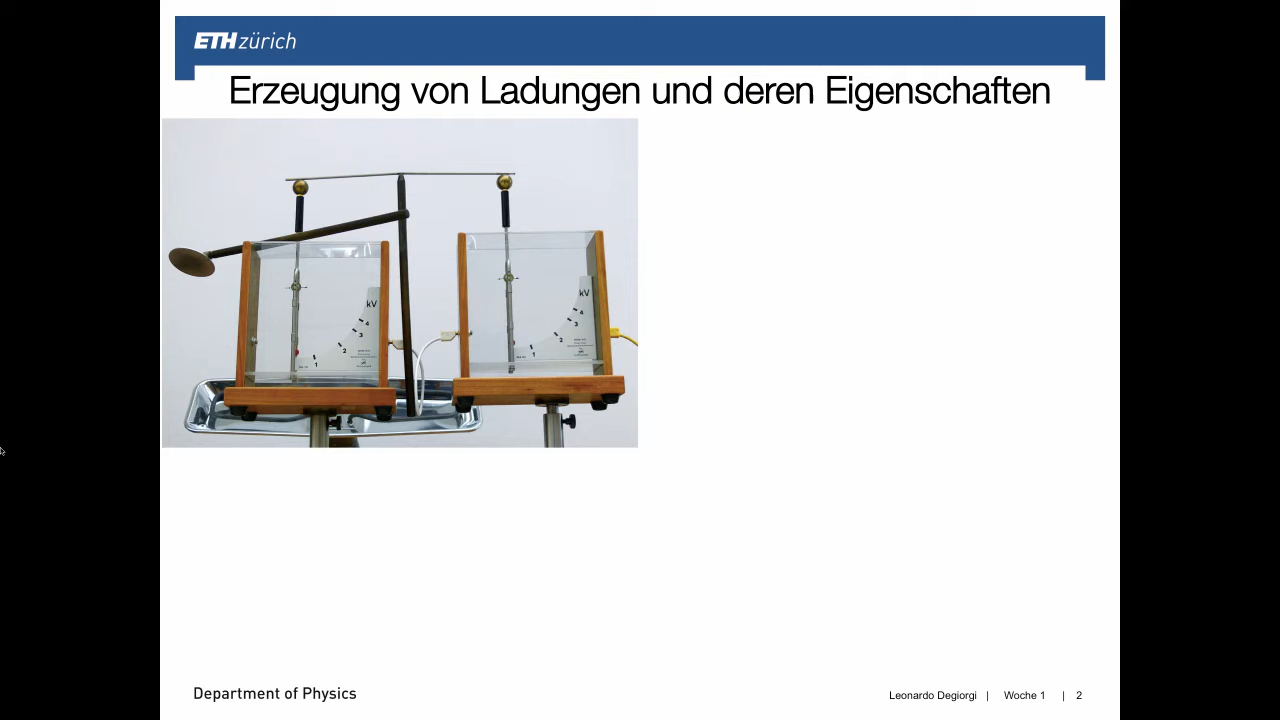 ETH zürich
Erzeugung von Ladungen und deren Eigenschaften
kV
4
3
2
1
kV
4
3
2
1
Department of Physics
Leonardo Degiorgi | Woche 1 | 2